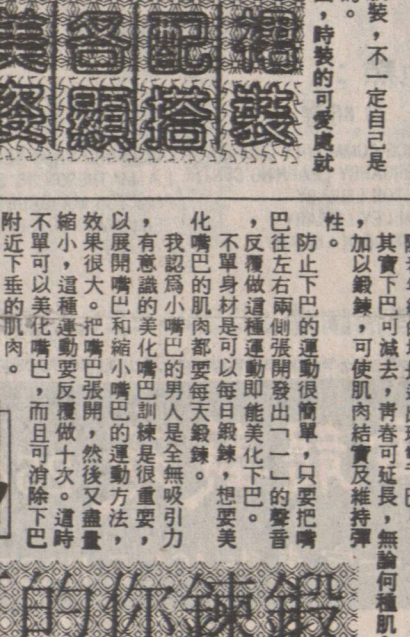 裝，不一定自己是
，時裝的可愛處就
裙裝
配搭
各顯
美姿
其實下巴可減去，青春可延長，無論何種肌
，加以鍛鍊，可使肌肉結實及維持彈
性。
防止下巴的運動很簡單，只要把嘴
巴往左右兩側張開發出「一」的聲音
，反覆做這種運動即能美化下巴。
不單身材是可以每日鍛鍊，想要美
化嘴巴的肌肉都要每天鍛鍊。
我認爲小嘴巴的男人是全無吸引力
，有意識的美化嘴巴訓練是很重要，
以展開嘴巴和縮小嘴巴的運動方法，
效果很大。把嘴巴張開，然後又盡量
縮小，這種運動要反覆做十次。這時
不單可以美化嘴巴，而且可消除下巴
附近下垂的肌肉。
鍛鍊你的